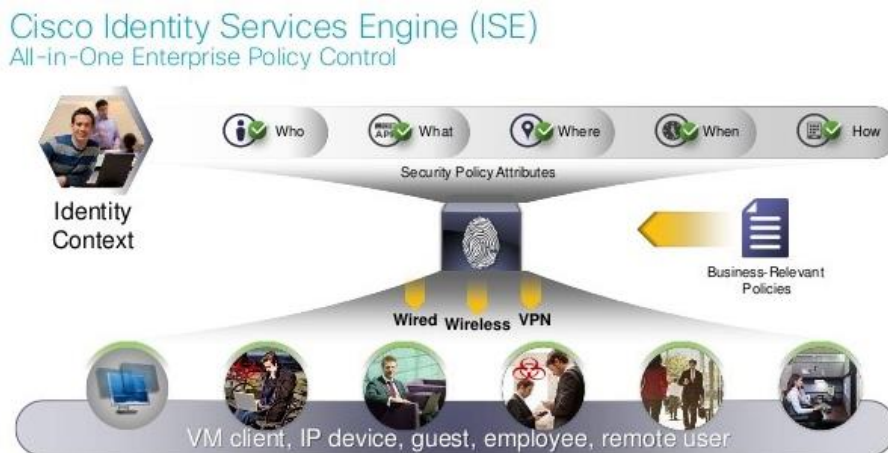 Cisco Identity Services Engine (ISE)
All-in-One Enterprise Policy Control
Who
What
Where
When
How
Security Policy Attributes
Identity
Context
Business-Relevant
Policies
Wired Wireless VPN
VM client, IP device, guest, employee, remote user